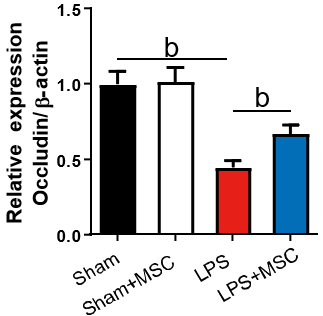 Relative expression
Occludin/β-actin
1.5
1.0
0.5
0.0
b
b
Sham
Sham+MSC
LPS
LPS+MSC